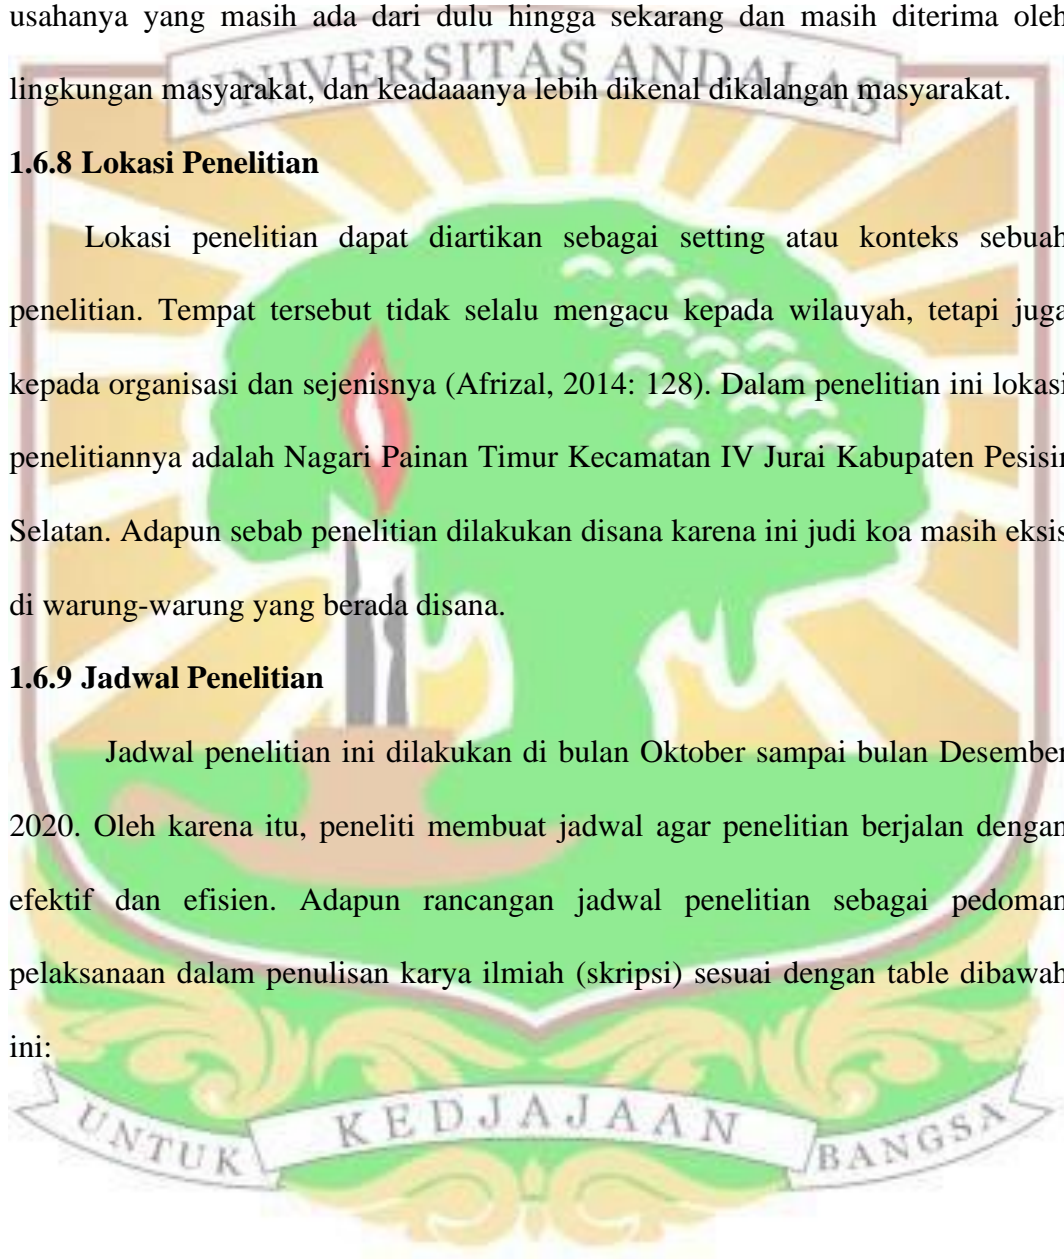 usahanya yang masih ada dari dulu hingga sekarang dan masih diterima oleh
UNIVERSITAS ANDALAS
lingkungan masyarakat, dan keadaaanya lebih dikenal dikalangan masyarakat.
1.6.8 Lokasi Penelitian
Lokasi penelitian dapat diartikan sebagai setting atau konteks sebuah
penelitian. Tempat tersebut tidak selalu mengacu kepada wilauyah, tetapi juga
kepada organisasi dan sejenisnya (Afrizal, 2014: 128). Dalam penelitian ini lokasi
penelitiannya adalah Nagari Painan Timur Kecamatan IV Jurai Kabupaten Pesisir
Selatan. Adapun sebab penelitian dilakukan disana karena ini judi koa masih eksis
di warung-warung yang berada disana.
1.6.9 Jadwal Penelitian
Jadwal penelitian ini dilakukan di bulan Oktober sampai bulan Desember
2020. Oleh karena itu, peneliti membuat jadwal agar penelitian berjalan dengan
efektif dan efisien. Adapun rancangan jadwal penelitian sebagai pedoman
pelaksanaan dalam penulisan karya ilmiah (skripsi) sesuai dengan table dibawah
ini:
UNTUK KEDJAJAAN BANGSA